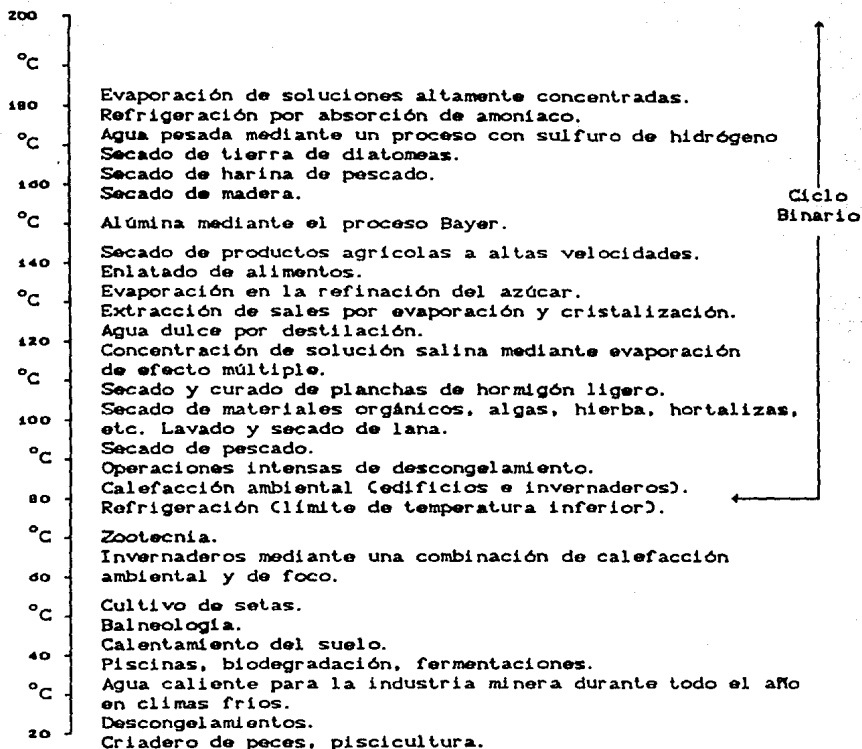 200
°C
Evaporación de soluciones altamente concentradas.
180
Refrigeración por absorción de amoniaco.
°C
Agua pesada mediante un proceso con sulfuro de hidrógeno
Secado de tierra de diatomeas.
Secado de harina de pescado.
160
Secado de madera.
Ciclo
Binario
°C
Alúmina mediante el proceso Bayer.
Secado de productos agrícolas a altas velocidades.
140
Enlatado de alimentos.
°C
Evaporación en la refinación del azúcar.
Extracción de sales por evaporación y cristalización.
Agua dulce por destilación.
120
Concentración de solución salina mediante evaporación
°C
de efecto múltiple.
Secado y curado de planchas de hormigón ligero.
Secado de materiales orgánicos, algas, hierba, hortalizas,
100
etc. Lavado y secado de lana.
°C
Secado de pescado.
Operaciones intensas de descongelamiento.
Calefacción ambiental (edificios e invernaderos).
80
Refrigeración (límite de temperatura inferior).
°C
Zootecnia.
Invernaderos mediante una combinación de calefacción
60
ambiental y de foco.
°C
Cultivo de setas.
Balneología.
Calentamiento del suelo.
40
Piscinas, biodegradación, fermentaciones.
°C
Agua caliente para la industria minera durante todo el año
en climas fríos.
Descongelamientos.
20
Criadero de peces, piscicultura.